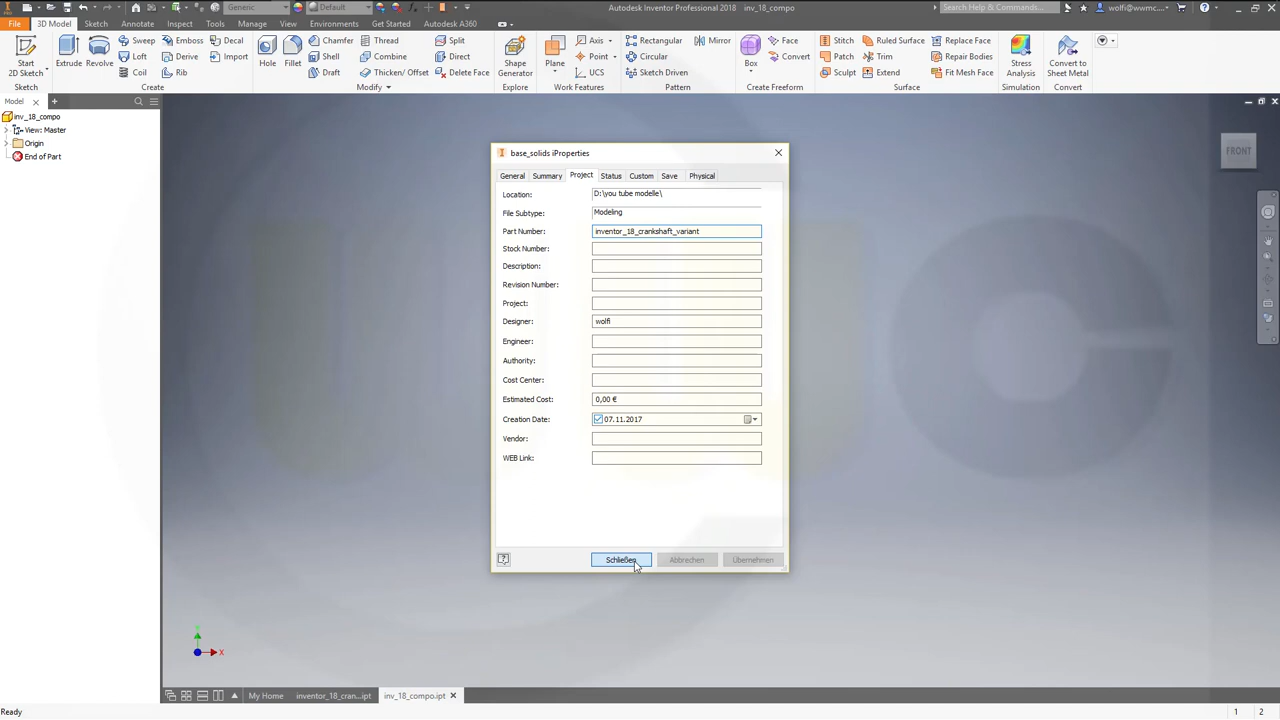 Generic Default Autodesk Inventor Professional 2018 inv_18_compo Search Help & Commands... wolfi@wwmc....
File 3D Model Sketch Annotate Inspect Tools Manage View Environments Get Started Autodesk A360
Start
2D Sketch
Extrude
Revolve
Sweep
Loft
Coil
Emboss
Derive
Rib
Decal
Import
Create
Hole
Fillet
Chamfer
Shell
Draft
Thread
Combine
Thicken/ Offset
Split
Direct
Delete Face
Modify
Shape
Generator
Explore
Plane
Axis
Point
UCS
Work Features
Rectangular
Circular
Sketch Driven
Mirror
Pattern
Box
Face
Convert
Create Freeform
Stitch
Patch
Sculpt
Ruled Surface
Trim
Extend
Replace Face
Repair Bodies
Fit Mesh Face
Surface
Stress
Analysis
Simulation
Convert to
Sheet Metal
Convert
Model
inv_18_compo
View: Master
Origin
End of Part
FRONT
base_solids iProperties
General Summary Project Status Custom Save Physical
Location: D:\you tube modelle\
File Subtype: Modeling
Part Number: inventor_18_crankshaft_variant
Stock Number:
Description:
Revision Number:
Project:
Designer: wolfi
Engineer:
Authority:
Cost Center:
Estimated Cost: 0,00 €
Creation Date: 07.11.2017
Vendor:
WEB Link:
Schließen Abbrechen Übernehmen
X
My Home inventor_18_cran...ipt inv_18_compo.ipt
Ready 1 2